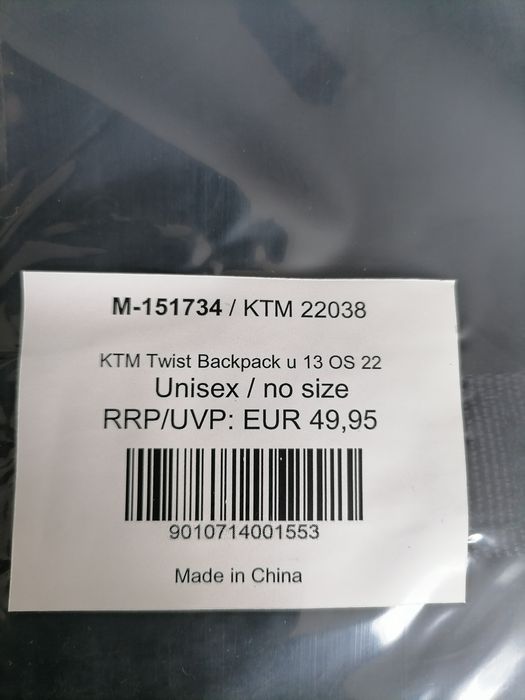 M-151734 / KTM 22038
KTM Twist Backpack u 13 OS 22
Unisex / no size
RRP/UVP: EUR 49,95
9010714001553
Made in China